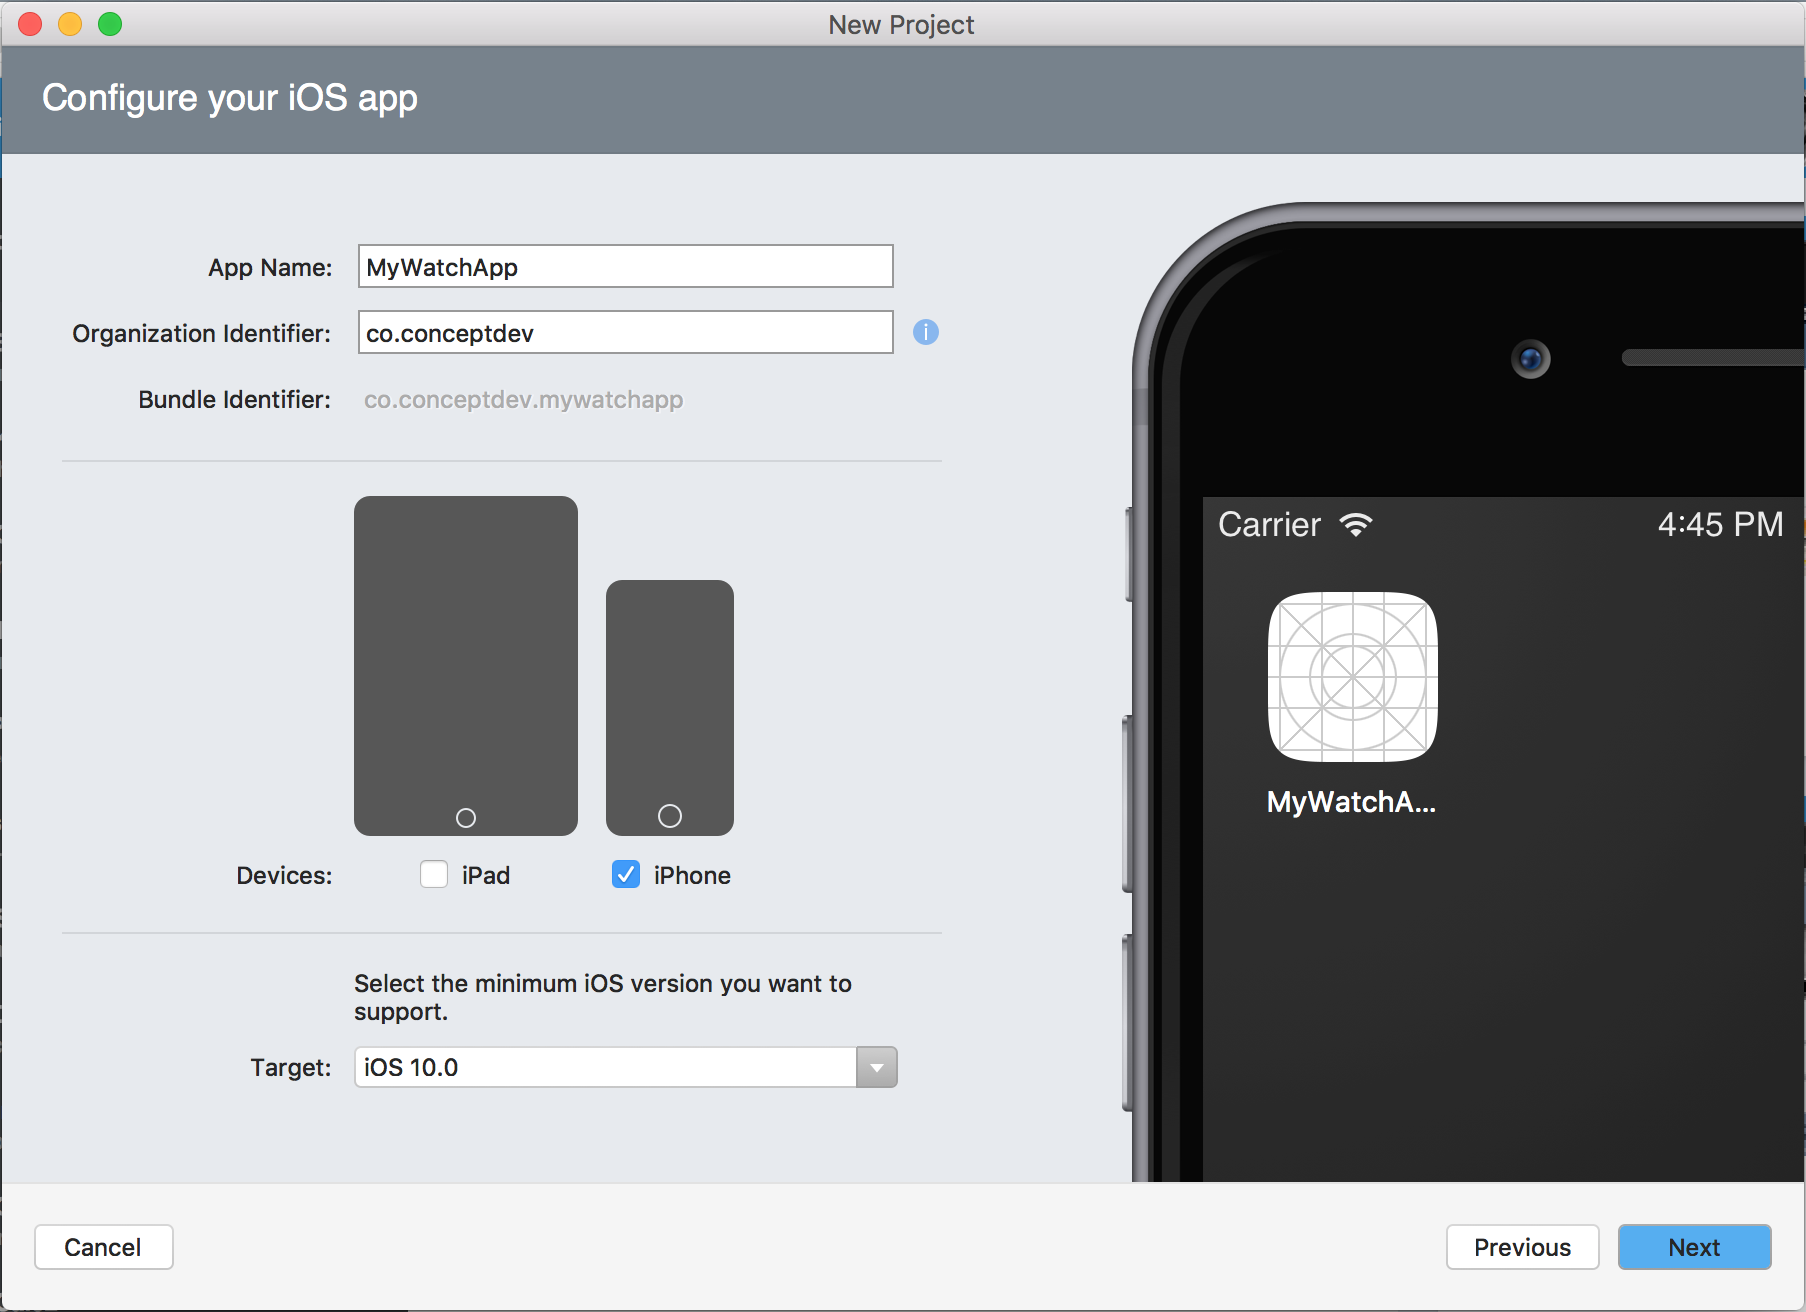 New Project
Configure your iOS app
App Name: MyWatchApp
Organization Identifier: co.conceptdev
i
Bundle Identifier: co.conceptdev.mywatchapp
Devices: iPad iPhone
Select the minimum iOS version you want to
support.
Target: iOS 10.0
Carrier 4:45 PM
MyWatchA...
Cancel Previous Next